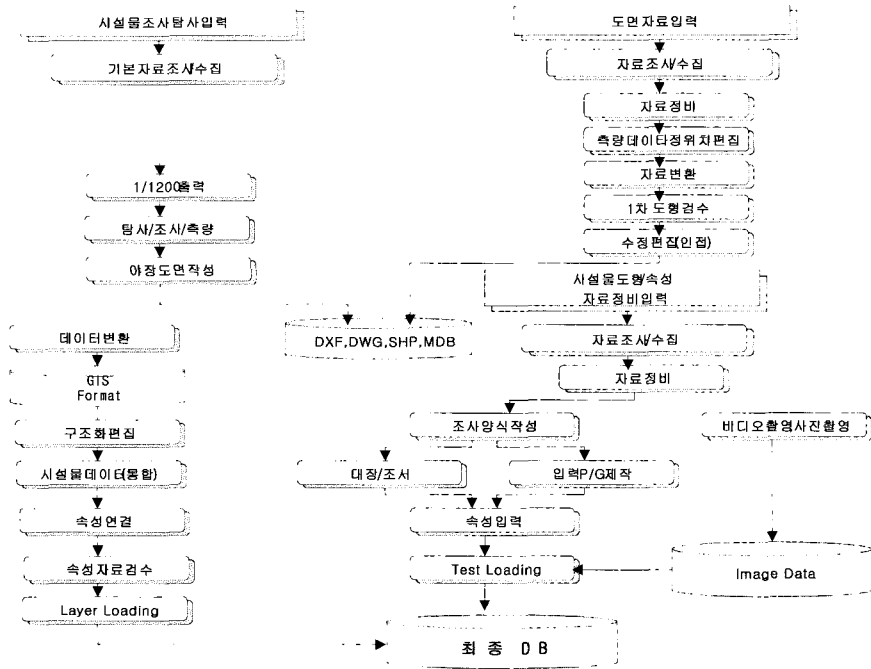 시설물조사탐사입력
기본자료조사/수집
1/1200출력
탐사/조사/측량
야장도면작성
데이터변환
GIS
Format
구조화편집
시설물데이터(통합)
속성연결
속성자료검수
Layer Loading
도면자료입력
자료조사/수집
자료정비
측량데이타정위치편집
자료변환
1차 도형검수
수정편집(인접)
시설물도형/속성
자료정비입력
DXF,DWG,SHP,MDB
자료조사/수집
자료정비
조사양식작성
대장/조서
입력P/G제작
속성입력
Test Loading
최 종 D B
비디오촬영사진촬영
Image Data